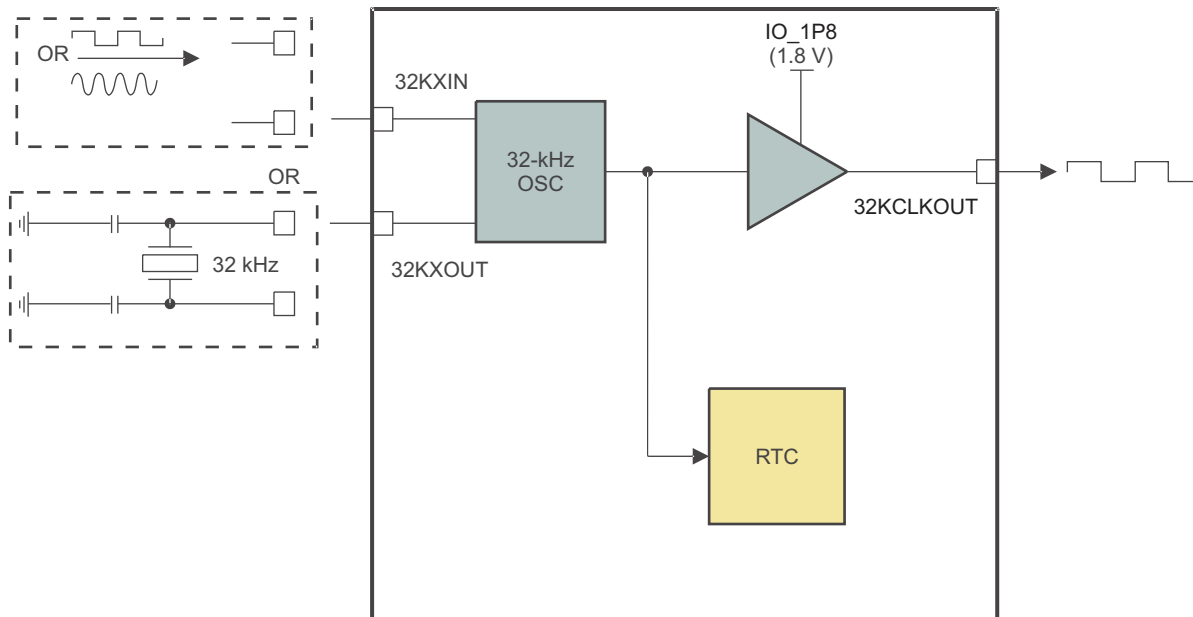 OR
OR
32 kHz
32KXIN
32KXOUT
32-kHz
OSC
IO_1P8
(1.8 V)
32KCLKOUT
RTC